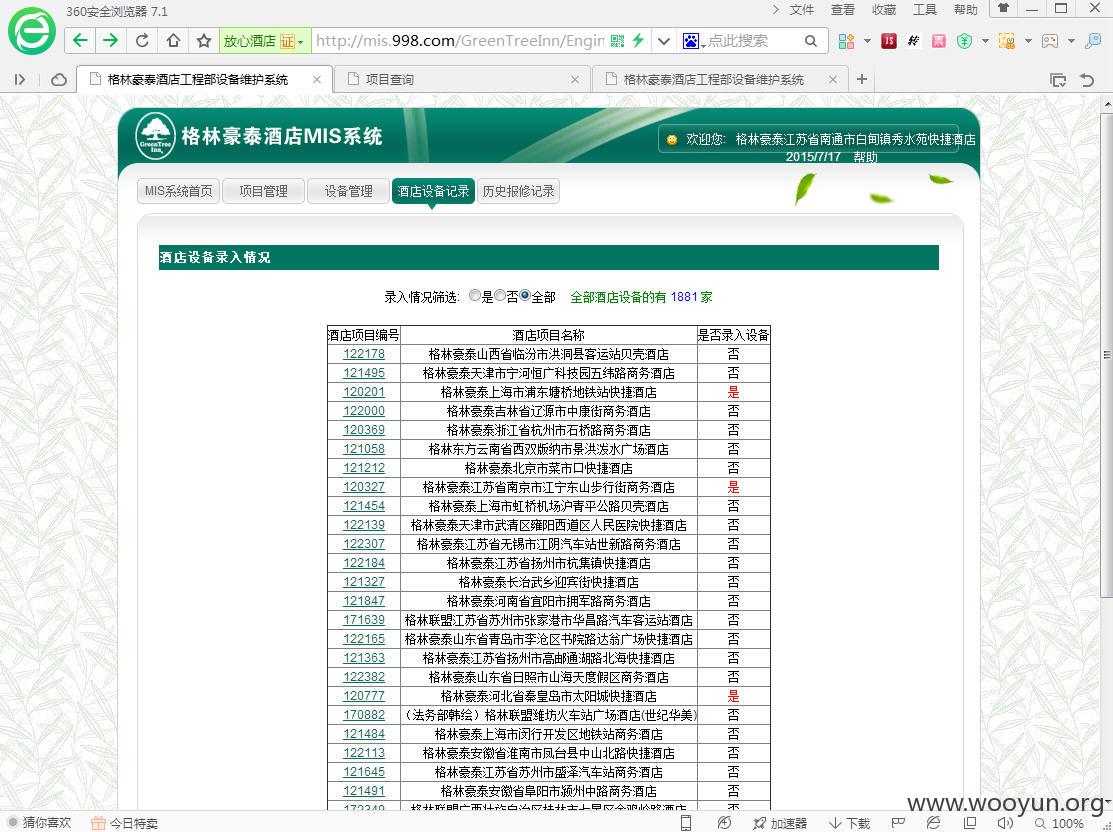 360安全浏览器 7.1
文件 查看 收藏 工具 帮助
放心酒店 证 http://mis.998.com/GreenTreeInn/Engin 点此搜索
格林豪泰酒店工程部设备维护系统 项目查询 格林豪泰酒店工程部设备维护系统
GreenTree Inn
格林豪泰酒店MIS系统
欢迎您: 格林豪泰江苏省南通市白甸镇秀水苑快捷酒店
2015/7/17 帮助
MIS系统首页 项目管理 设备管理 酒店设备记录 历史报修记录
酒店设备录入情况
录入情况筛选: 是 否 全部 全部酒店设备的有 1881 家
酒店项目编号 酒店项目名称 是否录入设备
122178 格林豪泰山西省临汾市洪洞县客运站贝壳酒店 否
121495 格林豪泰天津市宁河恒广科技园五纬路商务酒店 否
120201 格林豪泰上海市浦东塘桥地铁站快捷酒店 是
122000 格林豪泰吉林省辽源市中康街商务酒店 否
120369 格林豪泰浙江省杭州市石桥路商务酒店 否
121058 格林东方云南省西双版纳市景洪泼水广场酒店 否
121212 格林豪泰北京市菜市口快捷酒店 否
120327 格林豪泰江苏省南京市江宁东山步行街商务酒店 是
121454 格林豪泰上海市虹桥机场沪青平公路贝壳酒店 否
122139 格林豪泰天津市武清区雍阳西道区人民医院快捷酒店 否
122307 格林豪泰江苏省无锡市江阴汽车站世新路商务酒店 否
122184 格林豪泰江苏省扬州市杭集镇快捷酒店 否
121327 格林豪泰长治武乡迎宾街快捷酒店 否
121847 格林豪泰河南省宜阳市拥军路商务酒店 否
171639 格林联盟江苏省苏州市张家港市华昌路汽车客运站酒店 否
122165 格林豪泰山东省青岛市李沧区书院路达翁广场快捷酒店 否
121363 格林豪泰江苏省扬州市高邮通湖路北海快捷酒店 否
122382 格林豪泰山东省日照市山海天度假区商务酒店 否
120777 格林豪泰河北省秦皇岛市太阳城快捷酒店 是
170882 （法务部韩绘）格林联盟潍坊火车站广场酒店(世纪华美) 否
121484 格林豪泰上海市闵行开发区地铁站商务酒店 否
122113 格林豪泰安徽省淮南市凤台县中山北路快捷酒店 否
121645 格林豪泰江苏省苏州市盛泽汽车站商务酒店 否
121491 格林豪泰安徽省阜阳市颍州中路商务酒店 否
www.wooyun.org
猜你喜欢 今日特卖 加速器 下载 100%